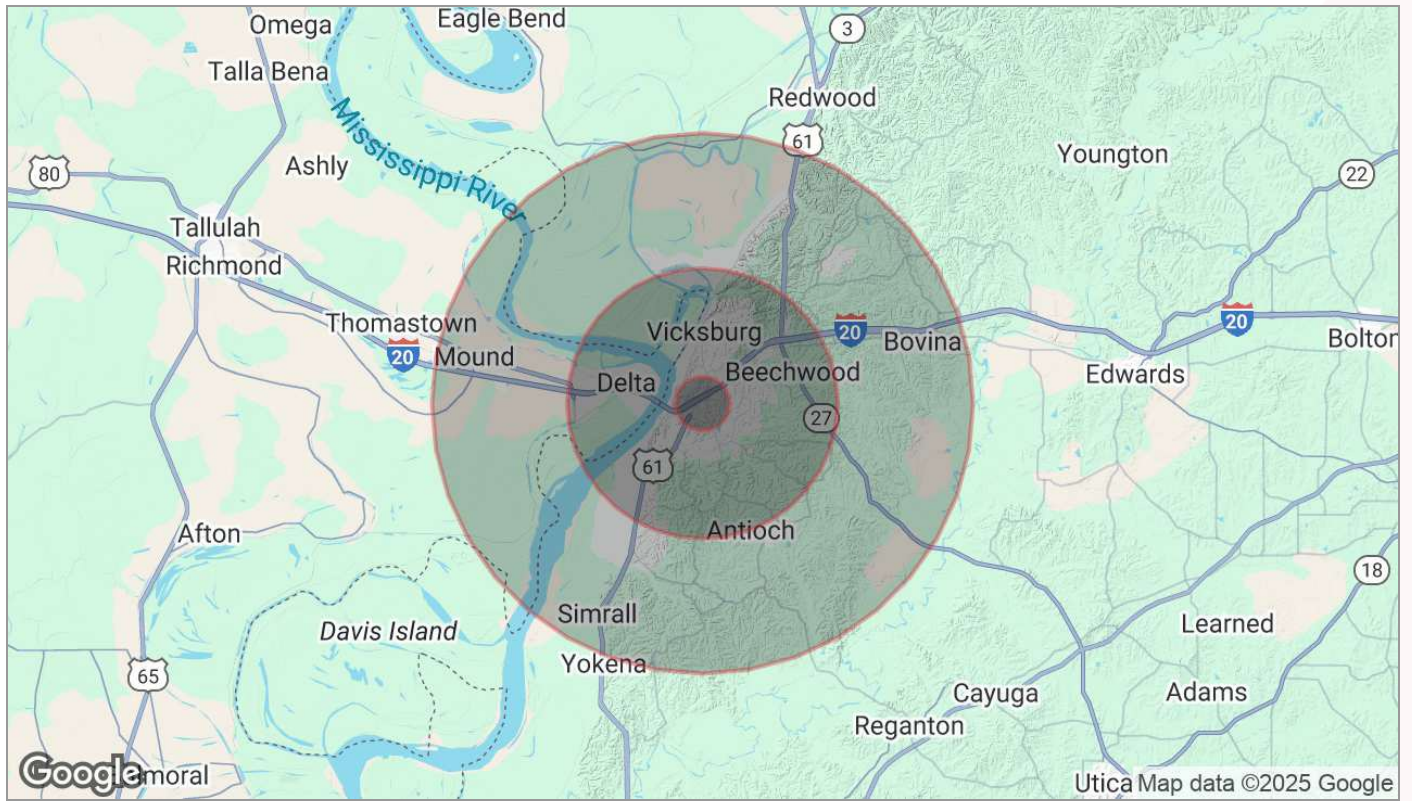 Omega
Eagle Bend
3
Talla Bena
Redwood
Mississippi River
61
Youngton
80
Ashly
22
Tallulah
Richmond
Thomastown
Vicksburg
20
Bovina
20
Bolton
20
Mound
Delta
Beechwood
Edwards
27
61
Afton
Antioch
18
Simrall
Davis Island
Learned
Yokena
65
Cayuga
Adams
Reganton
Google
lmoral
Utica
Map data ©2025 Google